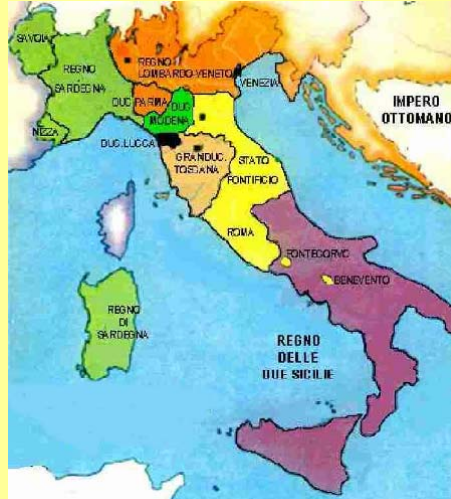 SAVOIA
REGNO
SARDEGNA
NIZZA
REGNO
LOMBARDO-VENETO
VENEZIA
DUC. PARMA
DUC.
MODENA
DUC. LUCCA
GRANDUC.
TOSCANA
STATO
PONTIFICIO
ROMA
IMPERO
OTTOMANO
PONTECORVO
BENEVENTO
REGNO
DI
SARDEGNA
REGNO
DELLE
DUE SICILIE